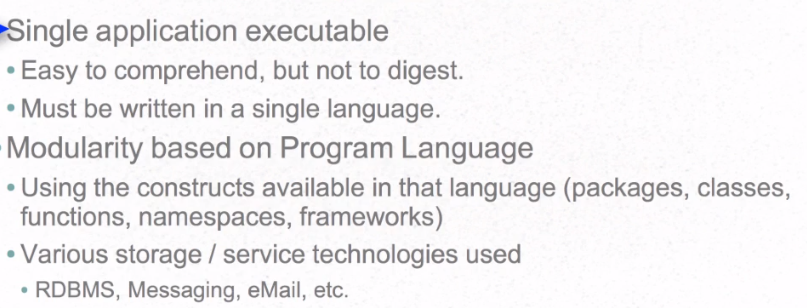 Single application executable
• Easy to comprehend, but not to digest.
• Must be written in a single language.
Modularity based on Program Language
• Using the constructs available in that language (packages, classes,
functions, namespaces, frameworks)
• Various storage / service technologies used
• RDBMS, Messaging, eMail, etc.